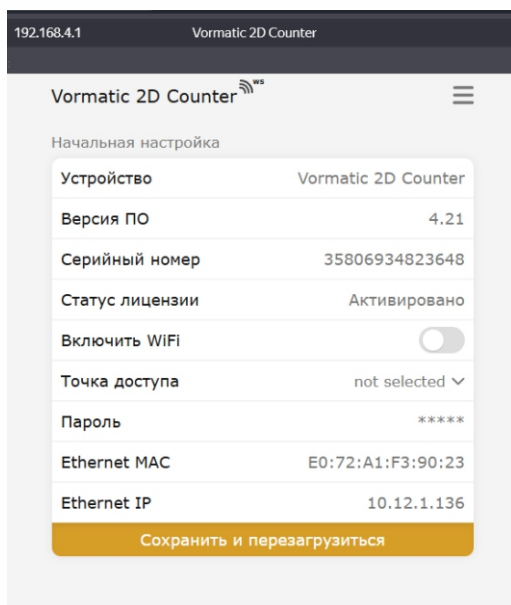 192.168.4.1 Vormatic 2D Counter
Vormatic 2D Counter ws
Начальная настройка
Устройство Vormatic 2D Counter
Версия ПО 4.21
Серийный номер 35806934823648
Статус лицензии Активировано
Включить WiFi
Точка доступа not selected
Пароль *****
Ethernet MAC E0:72:A1:F3:90:23
Ethernet IP 10.12.1.136
Сохранить и перезагрузиться